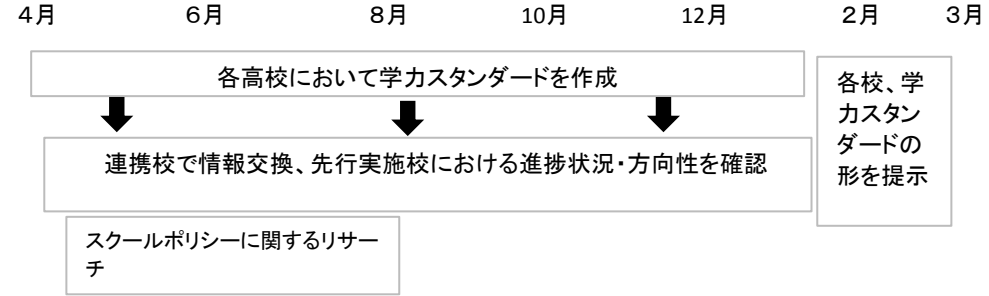 4月 6月 8月 10月 12月 2月 3月
各高校において学力スタンダードを作成
連携校で情報交換、先行実施校における進捗状況・方向性を確認
スクールポリシーに関するリサー
チ
各校、学
力スタン
ダードの
形を提示